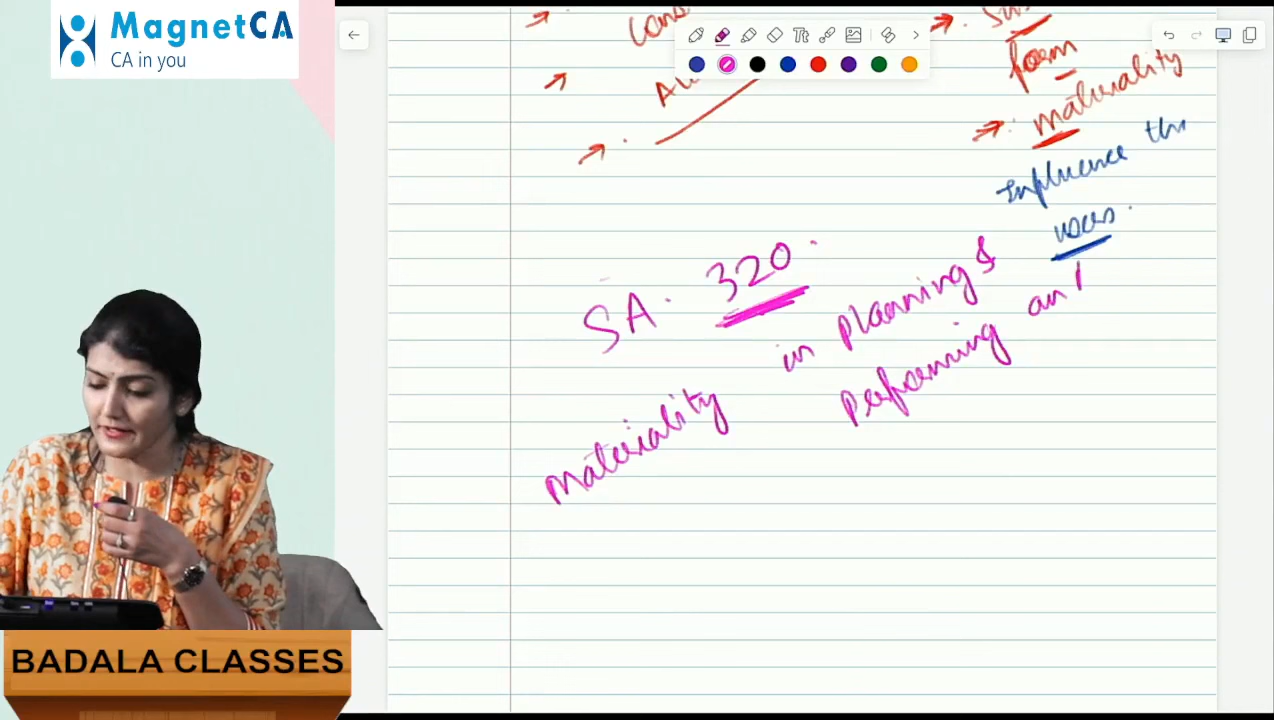 MagnetCA
CA in you
form
→ materiality
Influence the
users.
SA. 320.
Materiality in planning &
Performing an
BADALA CLASSES